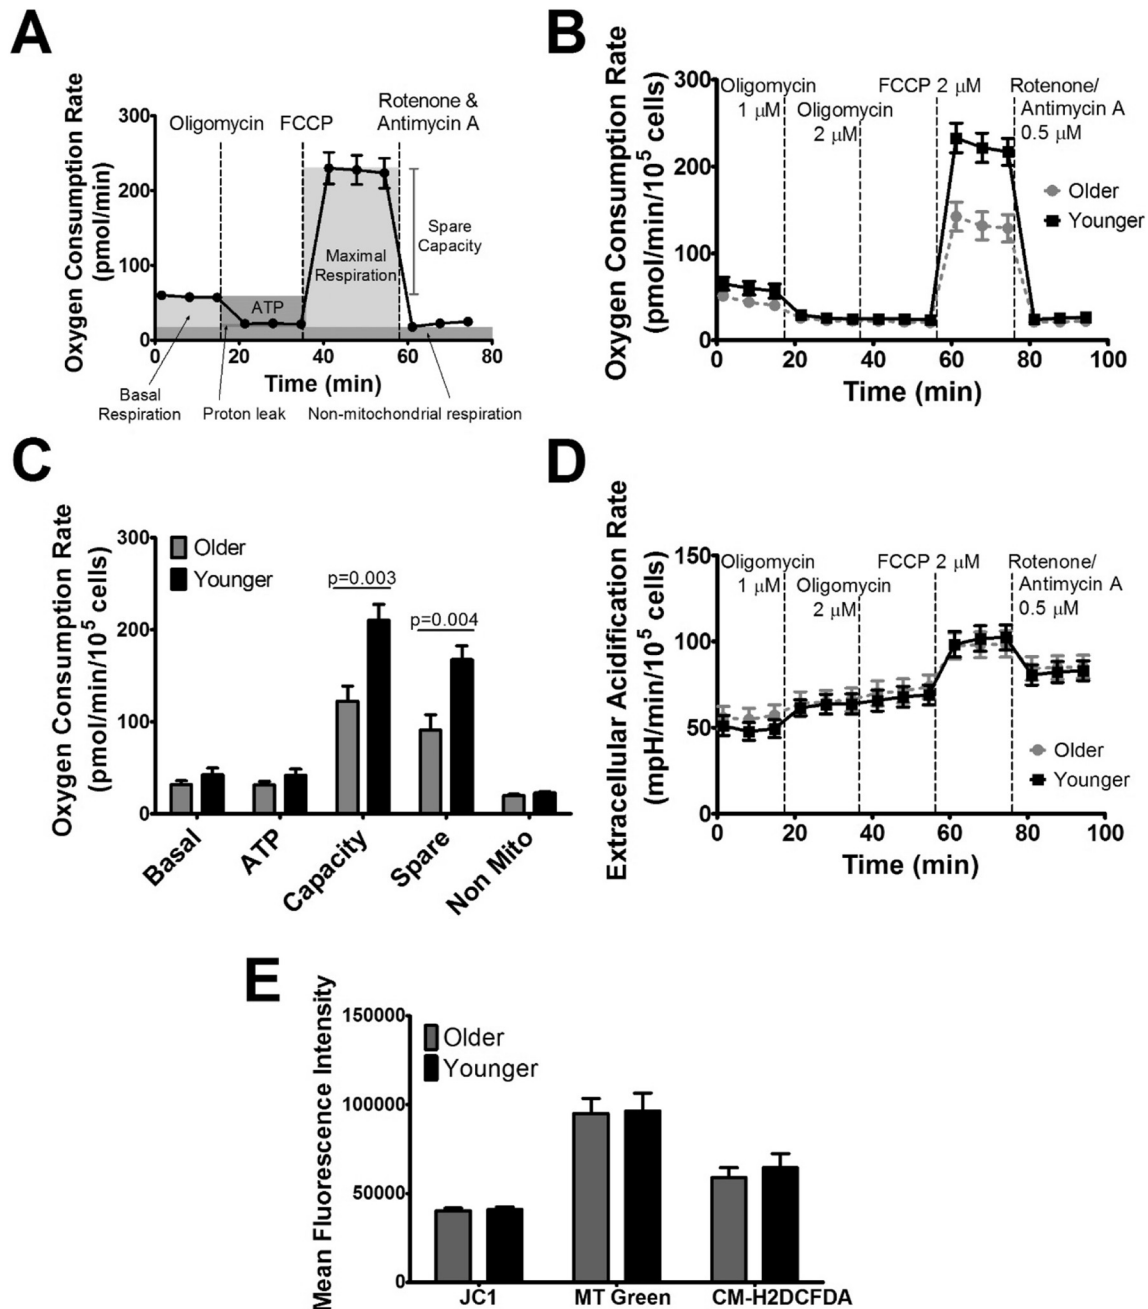 A
Oxygen Consumption Rate
(pmol/min)
300
200
100
0
Oligomycin
FCCP
Rotenone &
Antimycin A
Spare
Capacity
Maximal
Respiration
ATP
0
20
40
60
80
Time (min)
Basal
Respiration
Proton leak
Non-mitochondrial respiration
B
Oxygen Consumption Rate
(pmol/min/10⁵ cells)
300
200
100
0
Oligomycin
1 μM
Oligomycin
2 μM
FCCP 2 μM
Rotenone/
Antimycin A
0.5 μM
Older
Younger
0
20
40
60
80
100
Time (min)
C
Oxygen Consumption Rate
(pmol/min/10⁵ cells)
300
200
100
0
Older
Younger
p=0.003
p=0.004
Basal
ATP
Capacity
Spare
Non Mito
D
Extracellular Acidification Rate
(mpH/min/10⁵ cells)
150
100
50
0
Oligomycin
1 μM
Oligomycin
2 μM
FCCP 2 μM
Rotenone/
Antimycin A
0.5 μM
Older
Younger
0
20
40
60
80
100
Time (min)
E
Mean Fluorescence Intensity
150000
100000
50000
0
Older
Younger
JC1
MT Green
CM-H2DCFDA